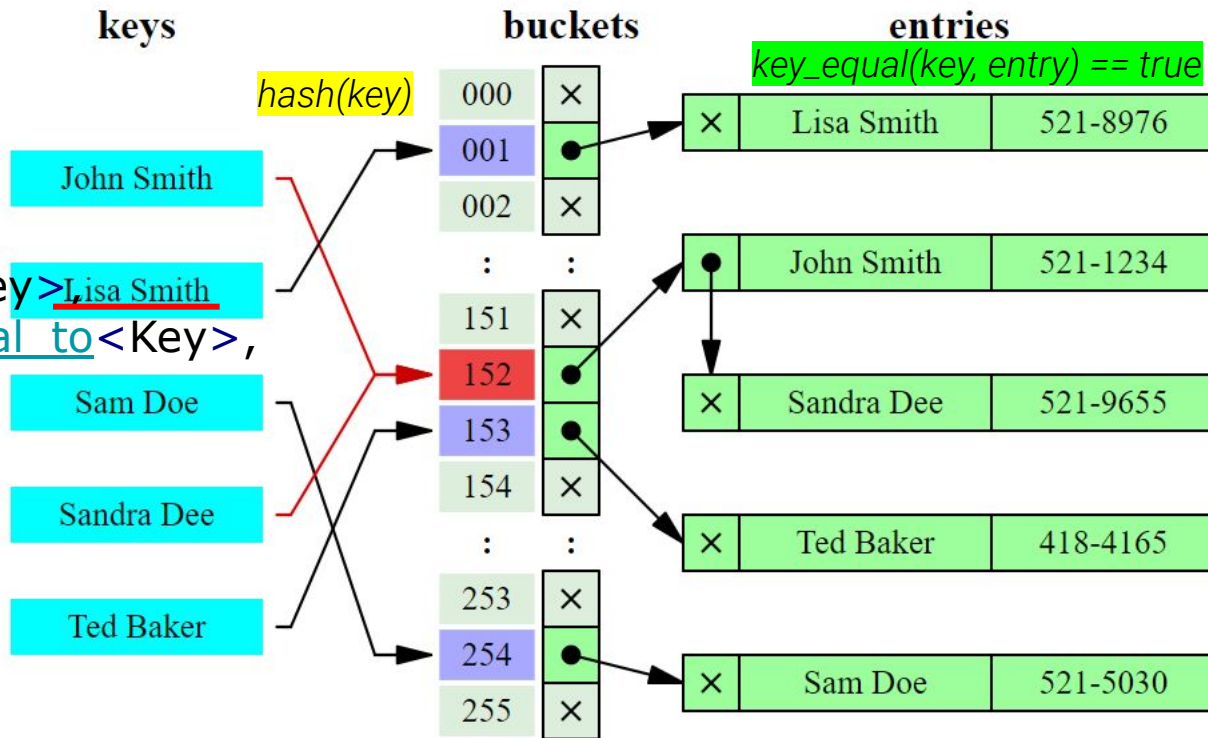 keys
buckets
entries
hash(key)
key_equal(key, entry) == true
000 ×
001
002 ×
: :
151 ×
152
153
154 ×
: :
253 ×
254
255 ×
John Smith
Lisa Smith
Sam Doe
Sandra Dee
Ted Baker
ey>,
al_to<Key>,
× Lisa Smith 521-8976
John Smith 521-1234
× Sandra Dee 521-9655
× Ted Baker 418-4165
× Sam Doe 521-5030